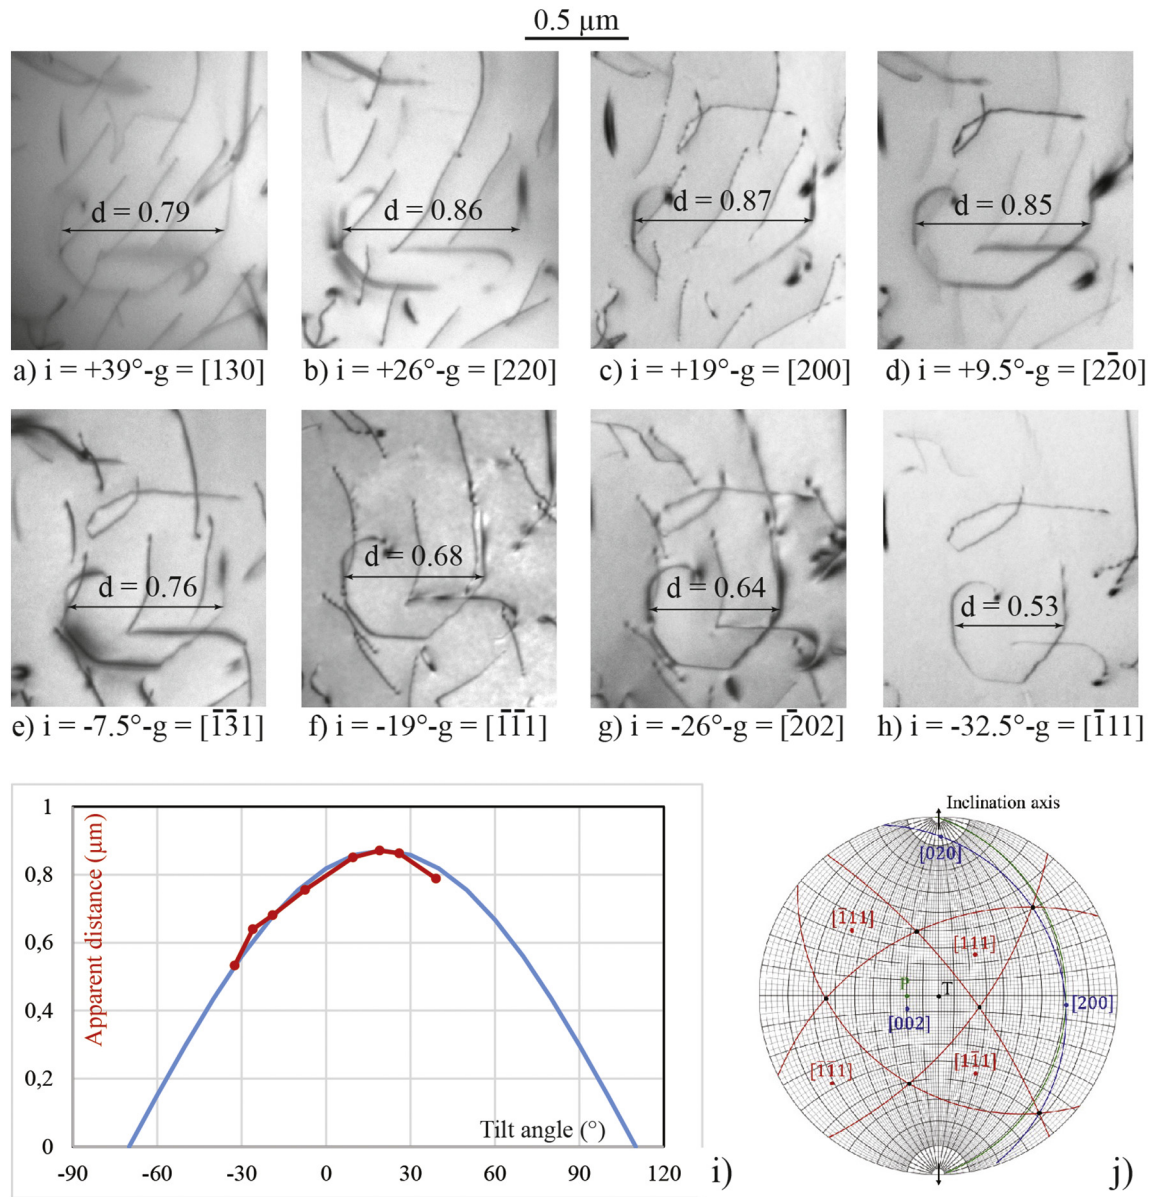 0.5 µm
d = 0.79
d = 0.86
d = 0.87
d = 0.85
a) i = +39°-g = [130]
b) i = +26°-g = [220]
c) i = +19°-g = [200]
d) i = +9.5°-g = [22̅0]
d = 0.76
d = 0.68
d = 0.64
d = 0.53
e) i = -7.5°-g = [1̅3̅1]
f) i = -19°-g = [1̅1̅1]
g) i = -26°-g = [2̅02]
h) i = -32.5°-g = [1̅11]
Apparent distance (µm)
1
0,8
0,6
0,4
0,2
0
-90 -60 -30 0 30 60 90 120
Tilt angle (°)
i)
Inclination axis
[020]
[1̅11]
[111]
P
T
[002]
[200]
[1̅1̅1]
[11̅1]
j)